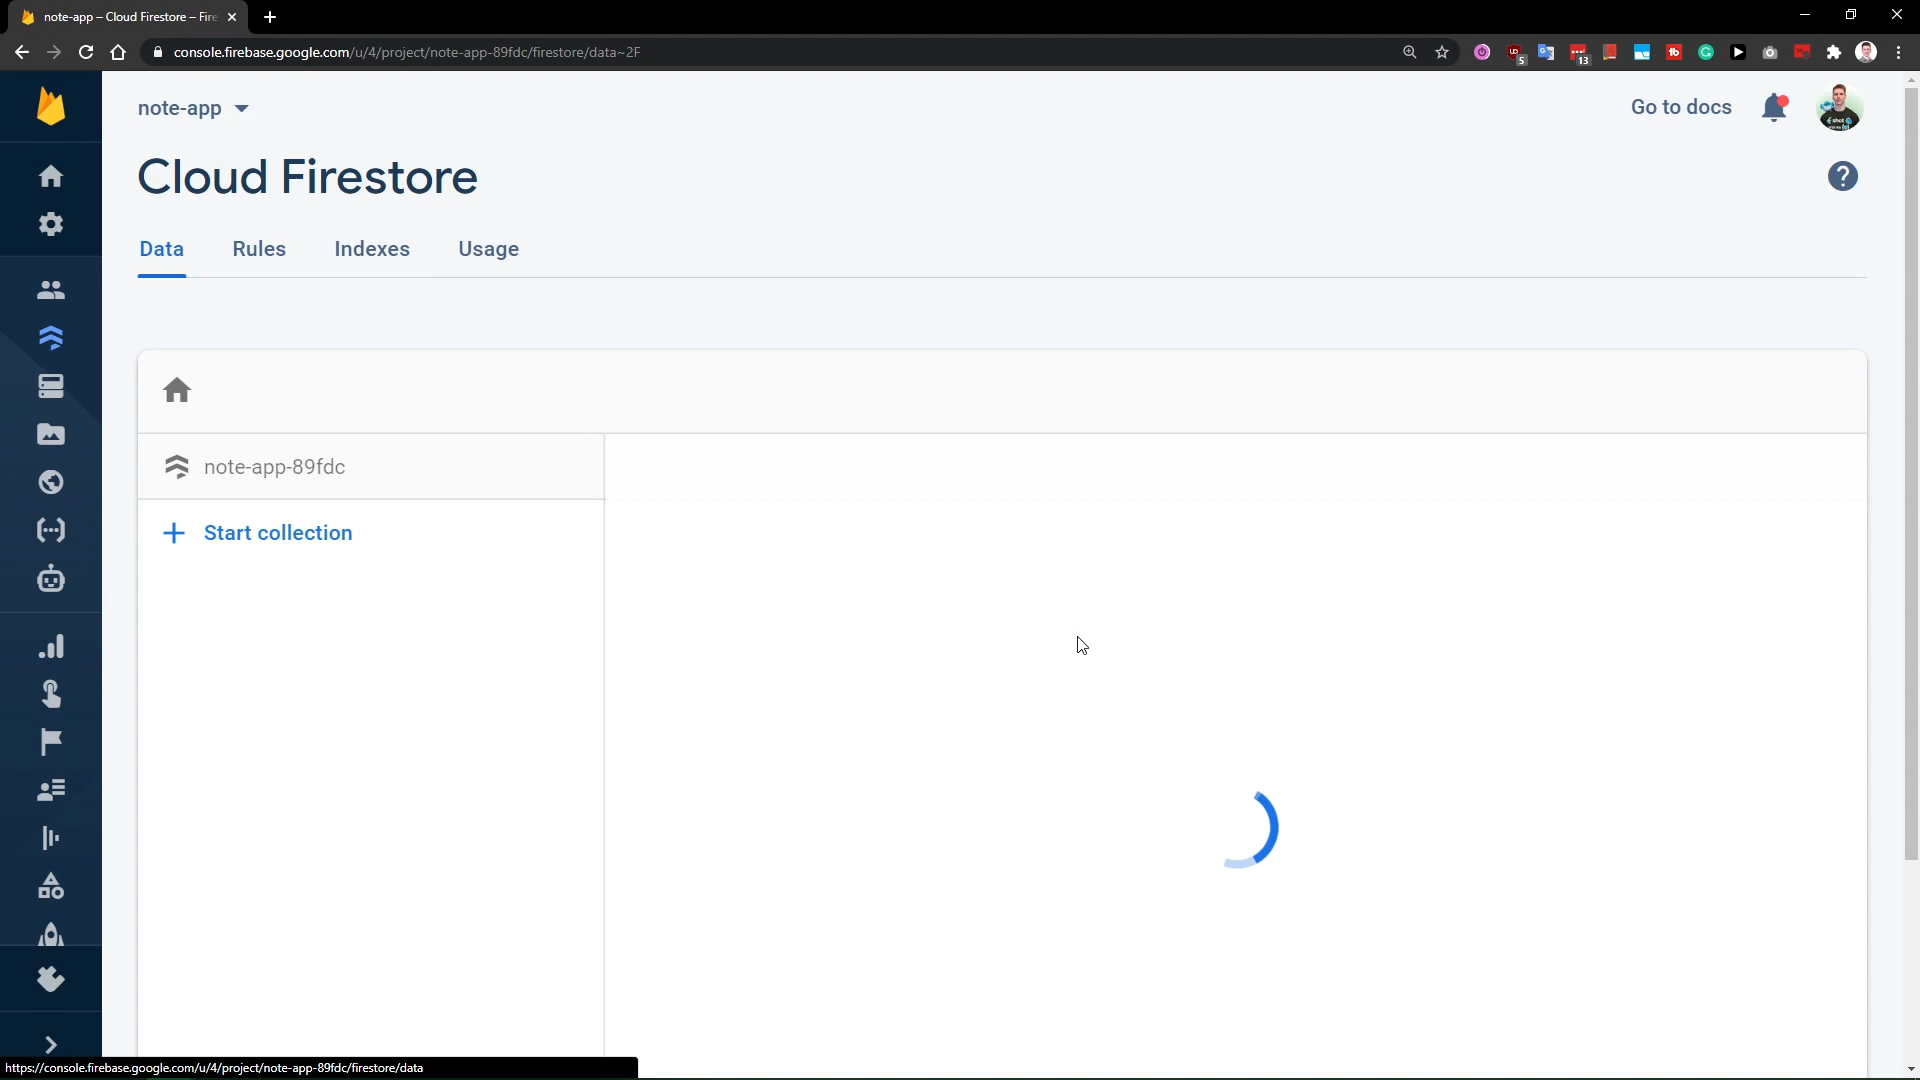 note-app – Cloud Firestore – Fire
console.firebase.google.com/u/4/project/note-app-89fdc/firestore/data~2F
5
13
note-app
Go to docs
Cloud Firestore
Data
Rules
Indexes
Usage
note-app-89fdc
Start collection
https://console.firebase.google.com/u/4/project/note-app-89fdc/firestore/data